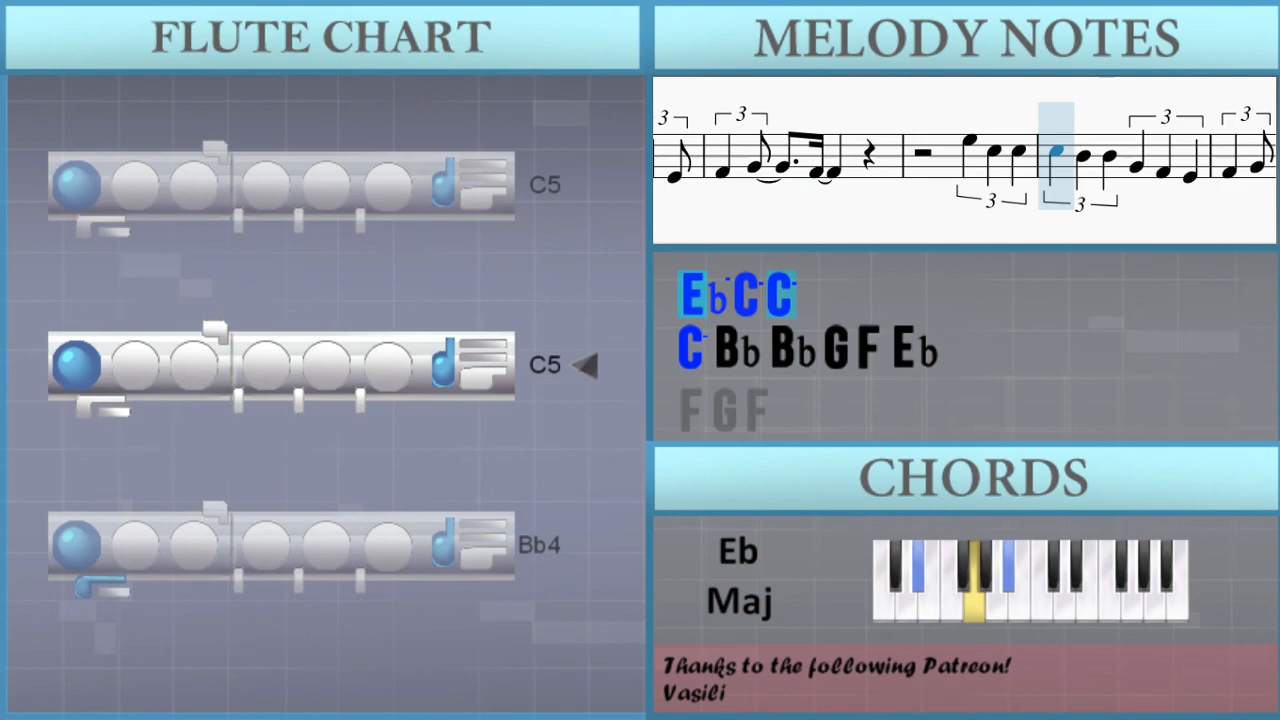 FLUTE CHART
C5
C5
Bb4
MELODY NOTES
3 3 3 3
3 3
Eb C C
C Bb Bb G F Eb
F G F
CHORDS
Eb
Maj
Thanks to the following Patreon!
Vasili